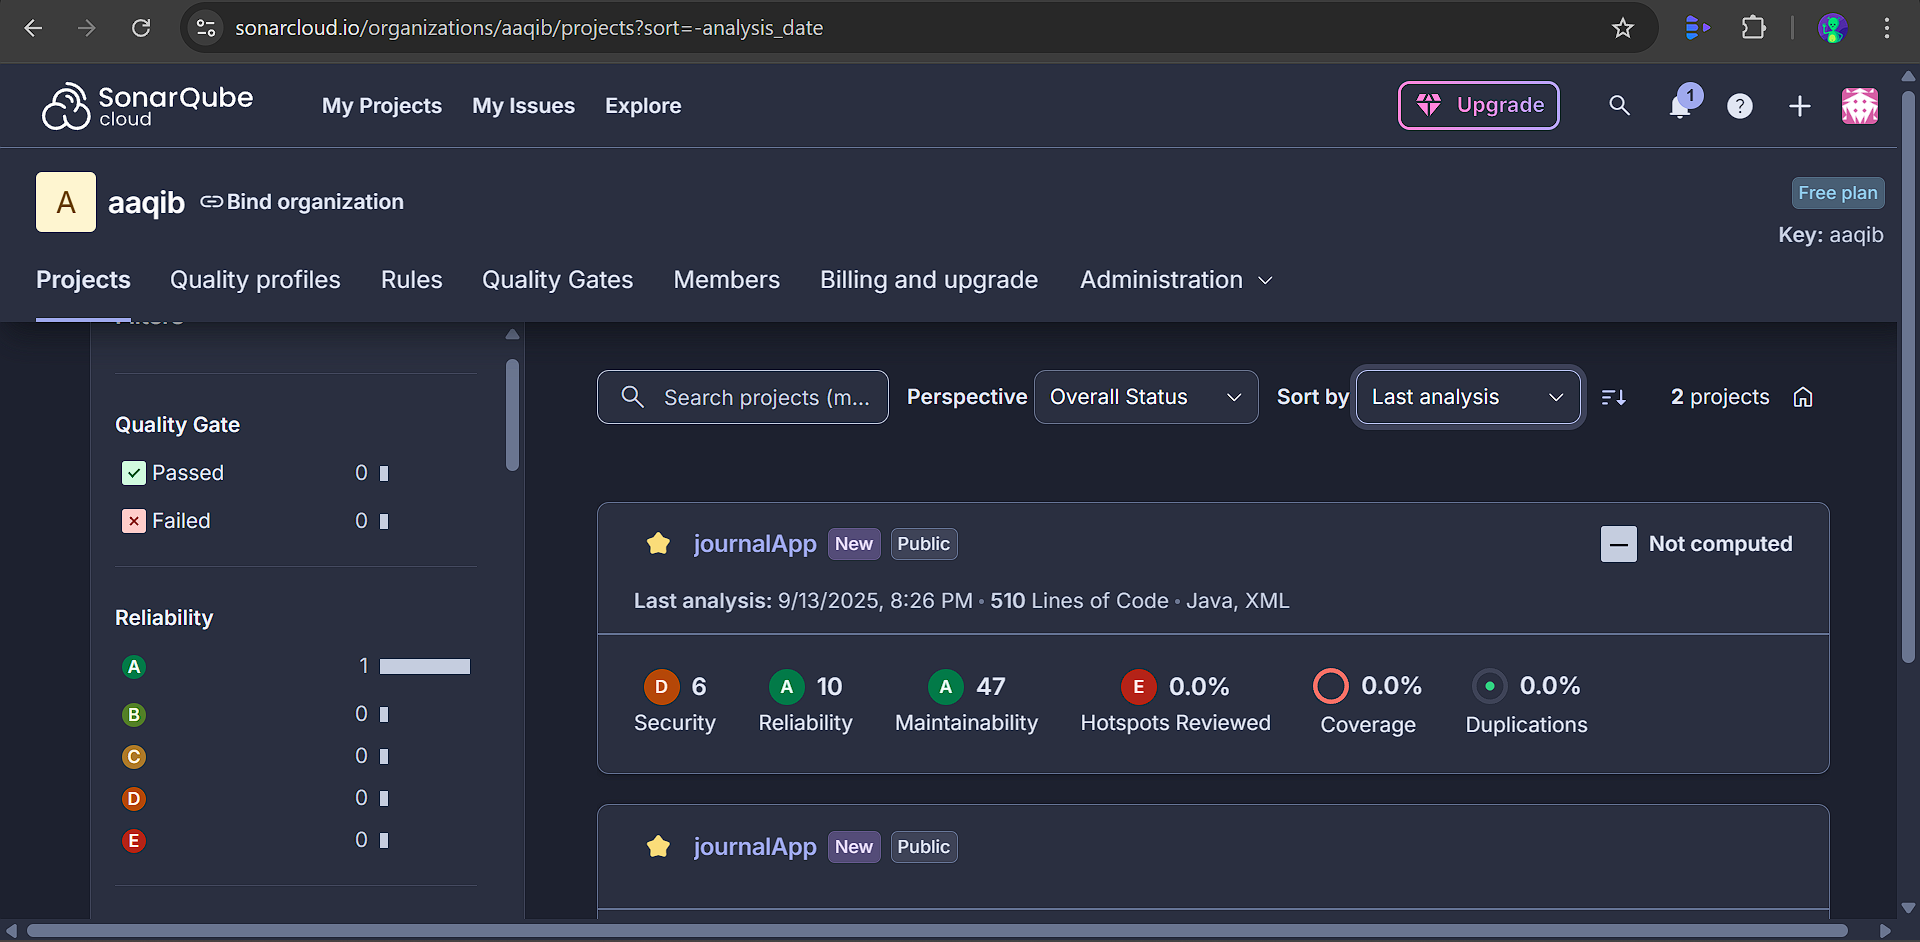 sonarcloud.io/organizations/aaqib/projects?sort=-analysis_date
SonarQube cloud
My Projects
My Issues
Explore
Upgrade
1
A
aaqib
Bind organization
Free plan
Key: aaqib
Projects
Quality profiles
Rules
Quality Gates
Members
Billing and upgrade
Administration
Filters
Quality Gate
Passed 0
Failed 0
Reliability
A 1
B 0
C 0
D 0
E 0
Search projects (m...
Perspective
Overall Status
Sort by
Last analysis
2 projects
journalApp New Public
Not computed
Last analysis: 9/13/2025, 8:26 PM • 510 Lines of Code • Java, XML
D 6
Security
A 10
Reliability
A 47
Maintainability
E 0.0%
Hotspots Reviewed
0.0%
Coverage
0.0%
Duplications
journalApp New Public